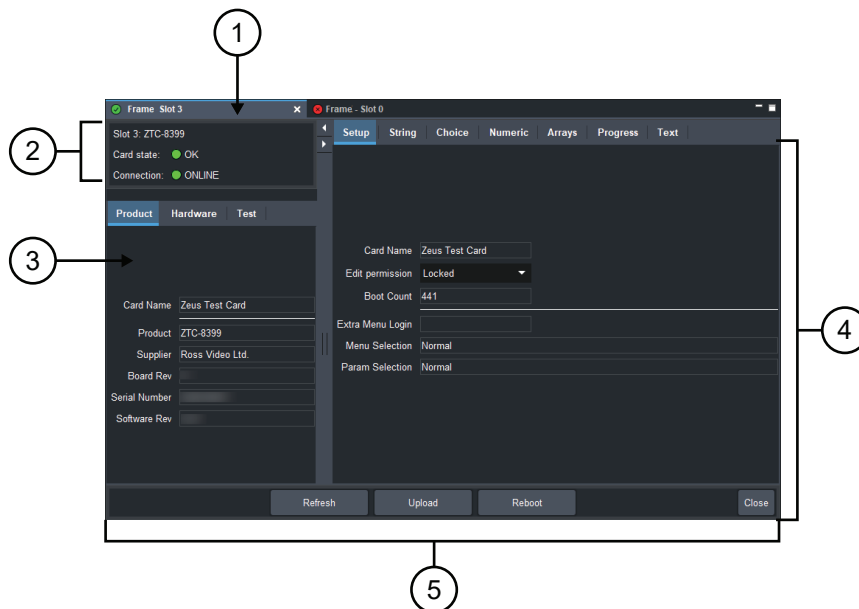 1
Frame Slot 3
Frame - Slot 0
2
Slot 3: ZTC-8399
Card state: OK
Connection: ONLINE
Setup String Choice Numeric Arrays Progress Text
Product Hardware Test
3
Card Name Zeus Test Card
Product ZTC-8399
Supplier Ross Video Ltd.
Board Rev
Serial Number
Software Rev
Card Name Zeus Test Card
Edit permission Locked
Boot Count 441
Extra Menu Login
Menu Selection Normal
Param Selection Normal
4
Refresh Upload Reboot Close
5